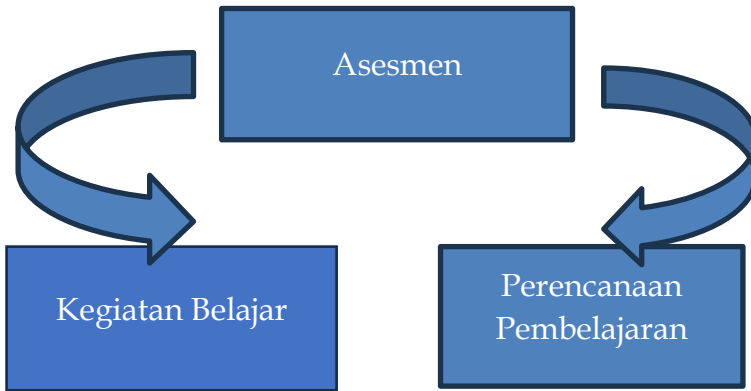 Asesmen
Kegiatan Belajar
Perencanaan
Pembelajaran